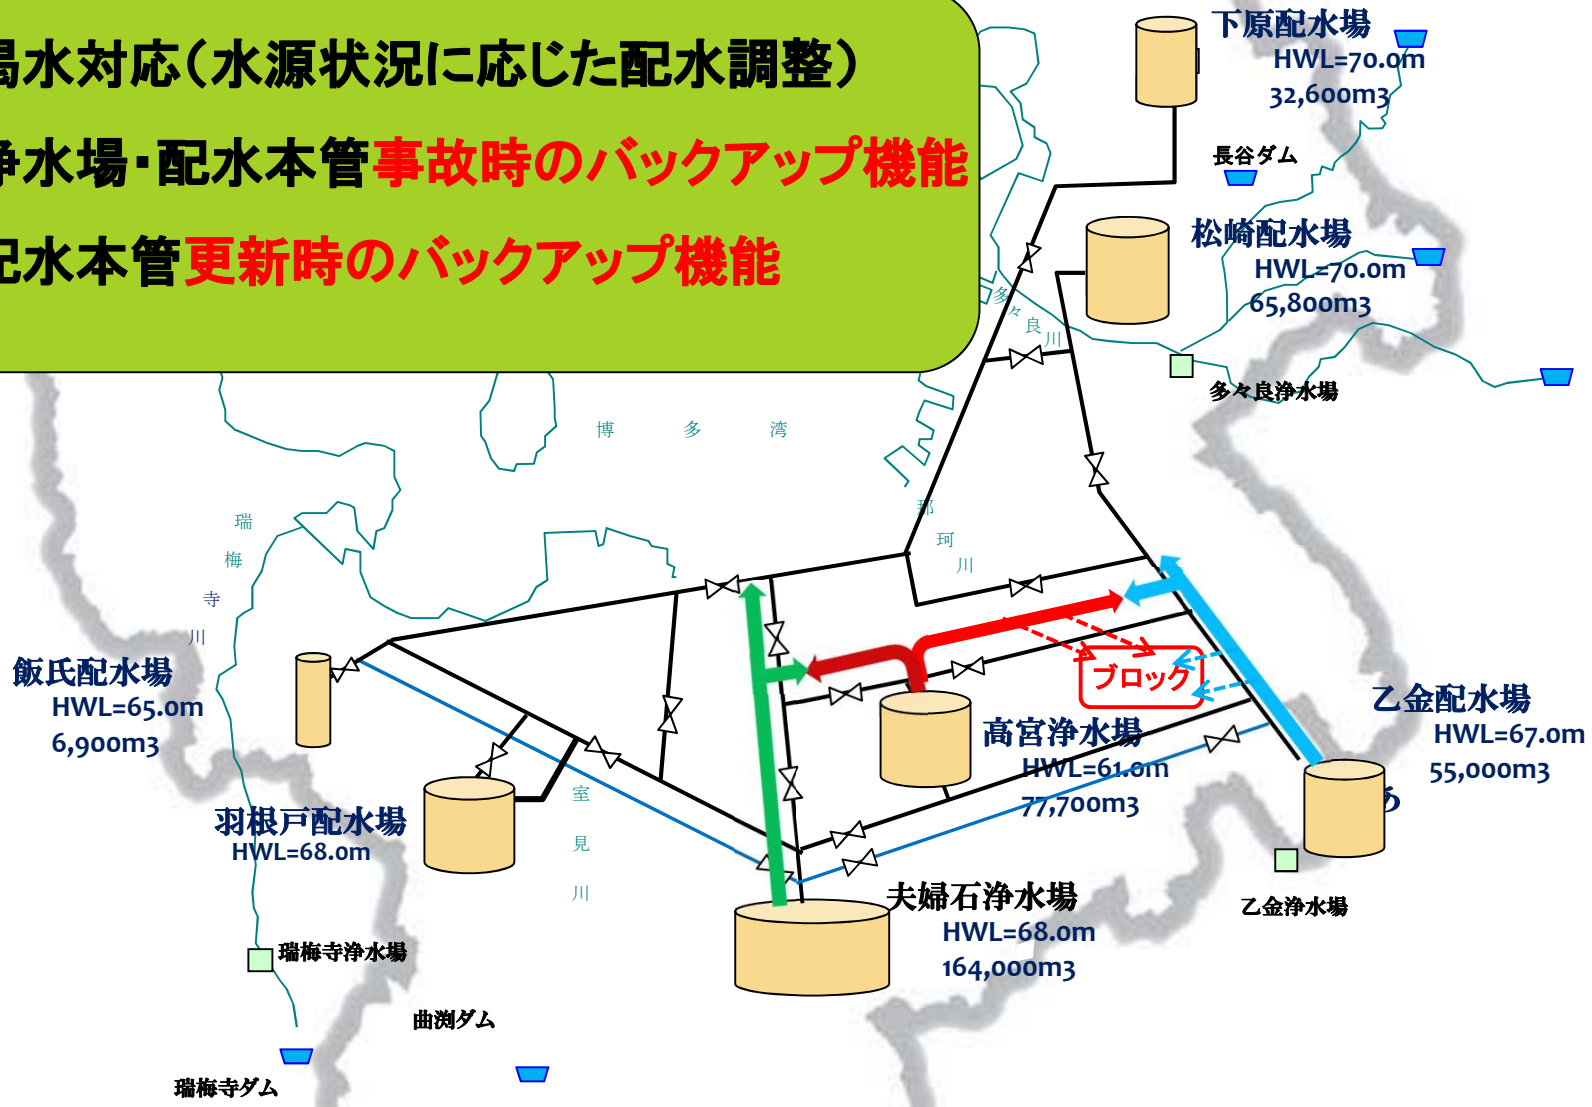 渇水対応（水源状況に応じた配水調整）
浄水場・配水本管事故時のバックアップ機能
配水本管更新時のバックアップ機能
下原配水場
HWL=70.0m
32,600m3
長谷ダム
松崎配水場
HWL=70.0m
65,800m3
多々良川
多々良浄水場
博多湾
那珂川
瑞梅寺川
飯氏配水場
HWL=65.0m
6,900m3
ブロック
乙金配水場
HWL=67.0m
55,000m3
高宮浄水場
HWL=61.0m
77,700m3
羽根戸配水場
HWL=68.0m
室見川
夫婦石浄水場
HWL=68.0m
164,000m3
乙金浄水場
瑞梅寺浄水場
曲渕ダム
瑞梅寺ダム